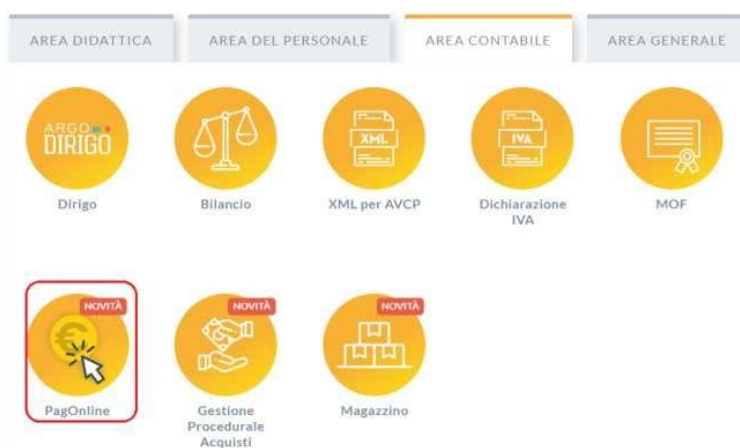 AREA DIDATTICA
AREA DEL PERSONALE
AREA CONTABILE
AREA GENERALE
ARGO
DIRIGO
XML
IVA
Dirigo
Bilancio
XML per AVCP
Dichiarazione
IVA
MOF
NOVITÀ
NOVITÀ
NOVITÀ
€
PagOnline
Gestione
Procedurale
Acquisti
Magazzino